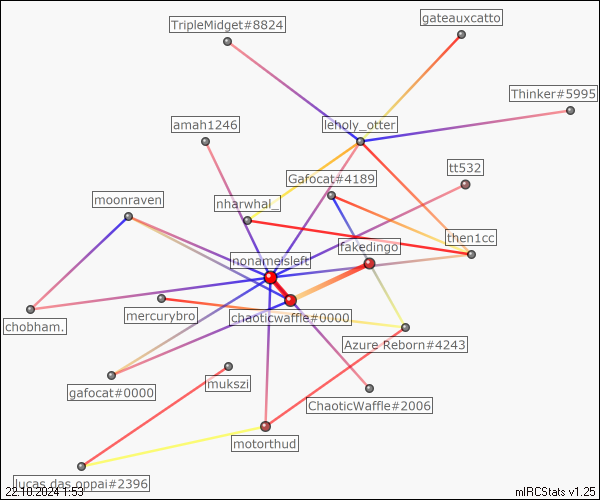 TripleMidget#8824
gateauxcatto
Thinker#5995
amah1246
leholy_otter
tt532
Gafocat#4189
moonraven
nharwhal_
then1cc
fakedingo
nonameisleft
chobham.
mercurybro
chaoticwaffle#0000
Azure Reborn#4243
gafocat#0000
mukszi
ChaoticWaffle#2006
motorthud
lucas das oppai#2396
22.10.2024 1:53
mIRCStats v1.25